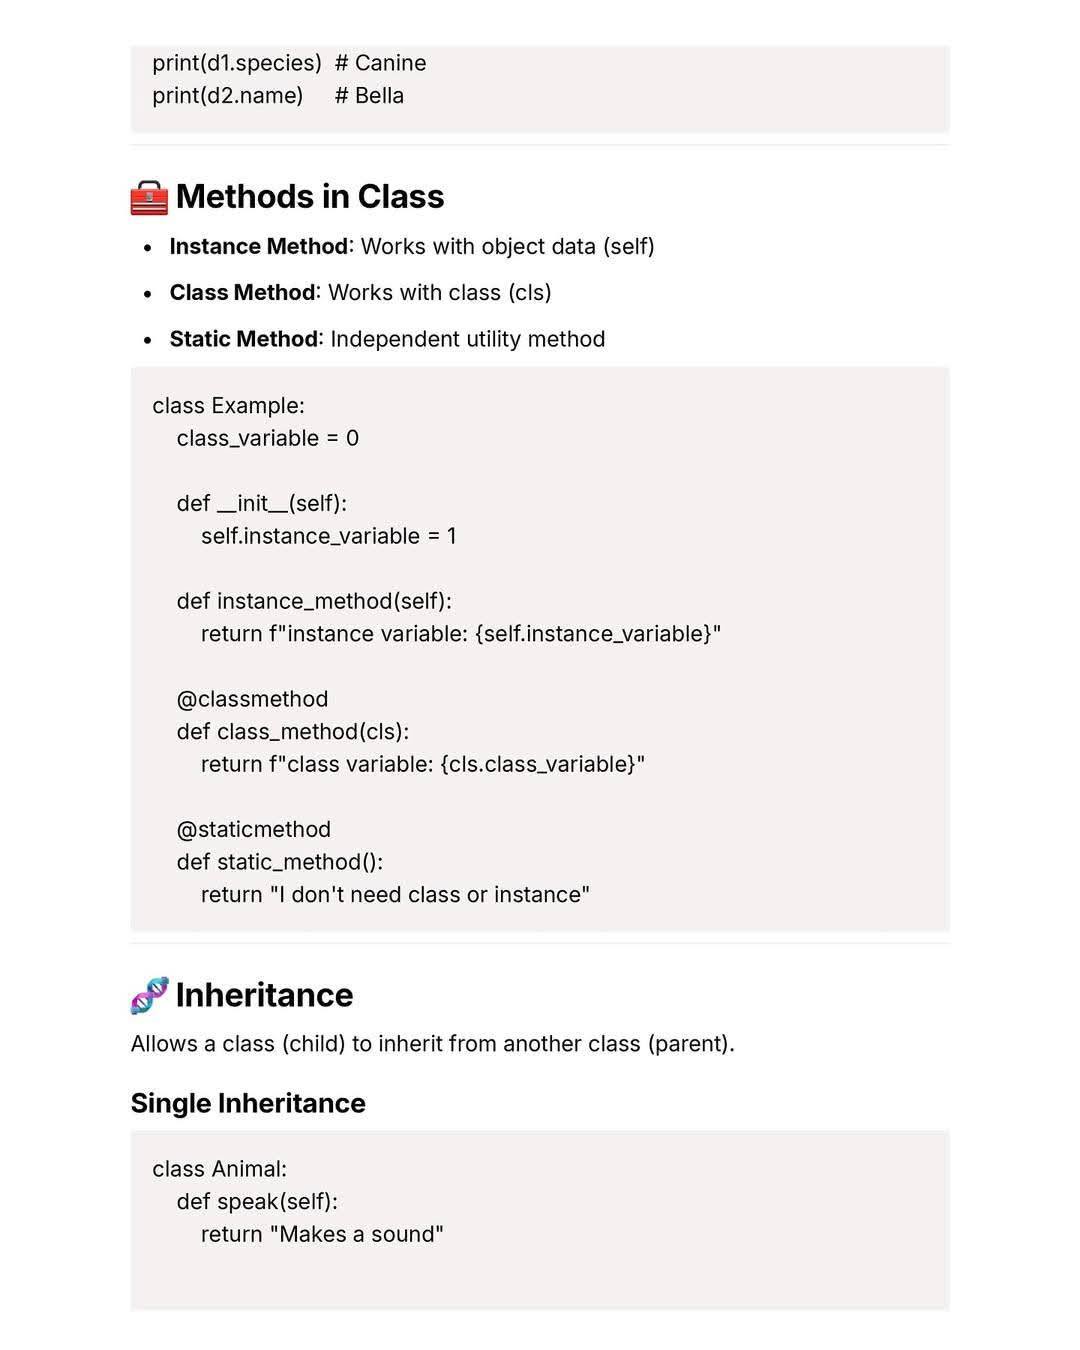 print(d1.species)  # Canine
print(d2.name)     # Bella
Methods in Class
• Instance Method: Works with object data (self)
• Class Method: Works with class (cls)
• Static Method: Independent utility method
class Example:
    class_variable = 0
    def __init__(self):
        self.instance_variable = 1
    def instance_method(self):
        return f"instance variable: {self.instance_variable}"
    @classmethod
    def class_method(cls):
        return f"class variable: {cls.class_variable}"
    @staticmethod
    def static_method():
        return "I don't need class or instance"
Inheritance
Allows a class (child) to inherit from another class (parent).
Single Inheritance
class Animal:
    def speak(self):
        return "Makes a sound"